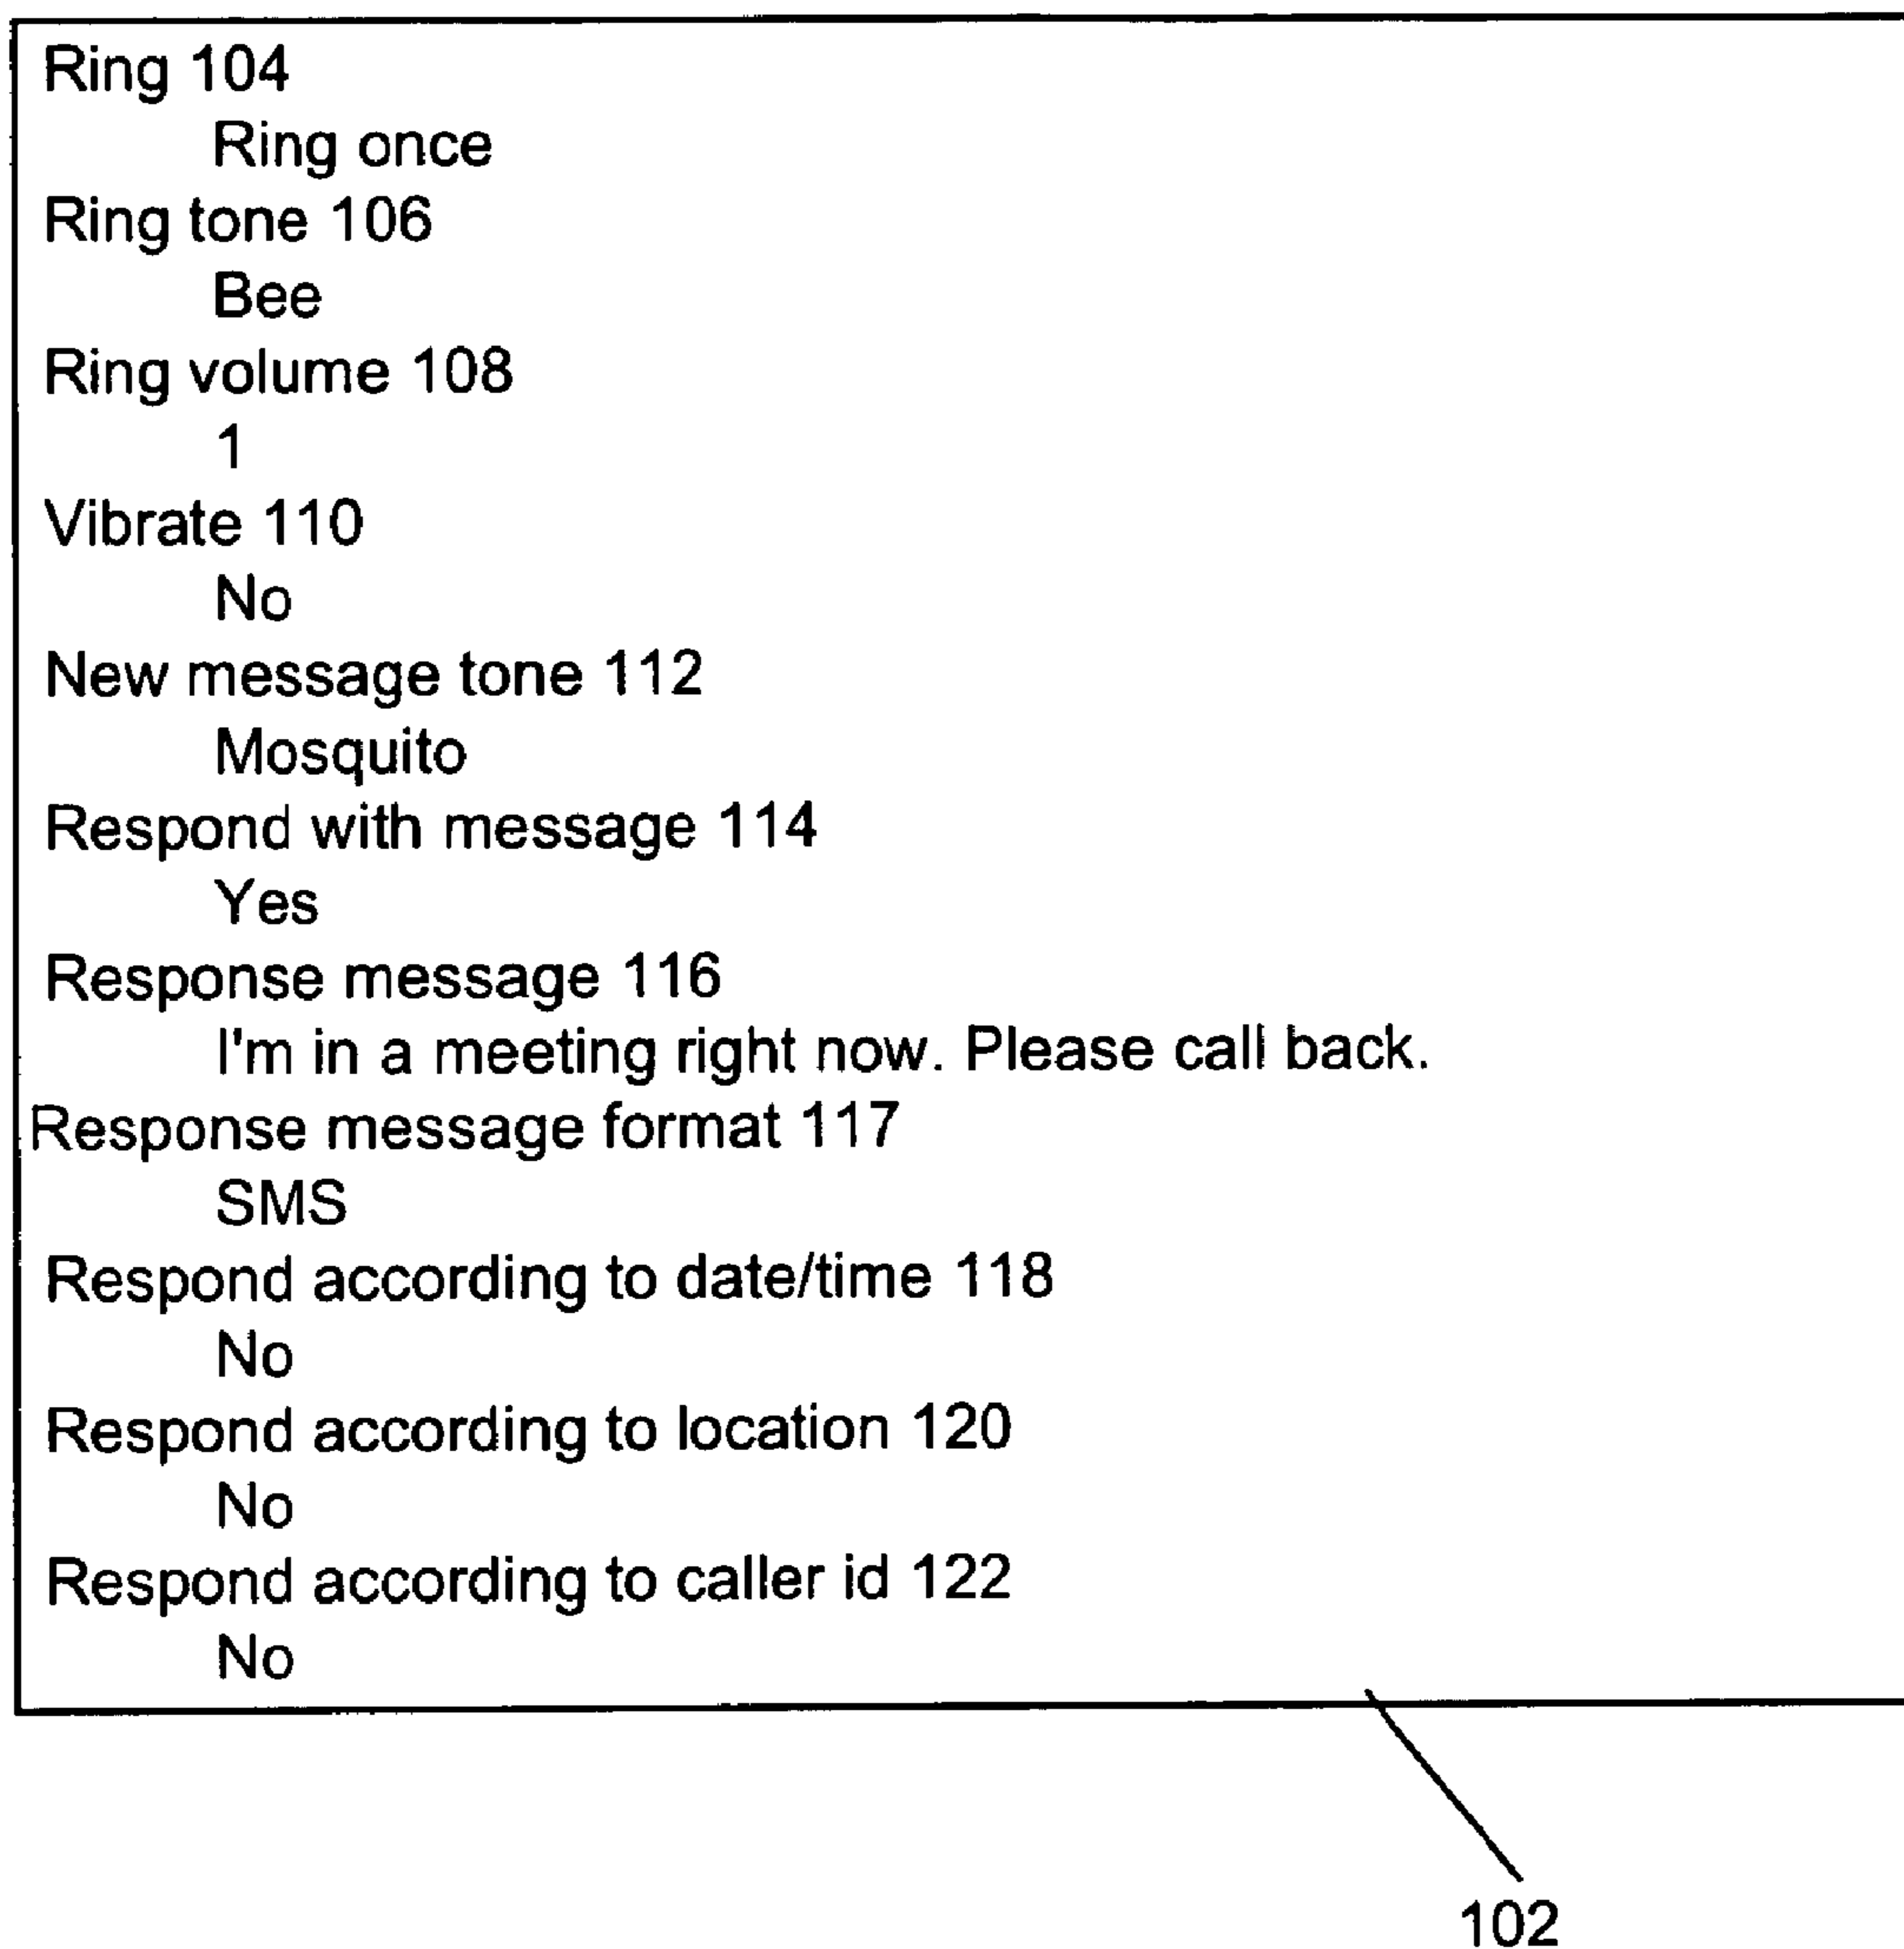 Ring 104
Ring once
Ring tone 106
Bee
Ring volume 108
1
Vibrate 110
No
New message tone 112
Mosquito
Respond with message 114
Yes
Response message 116
I'm in a meeting right now. Please call back.
Response message format 117
SMS
Respond according to date/time 118
No
Respond according to location 120
No
Respond according to caller id 122
No
102